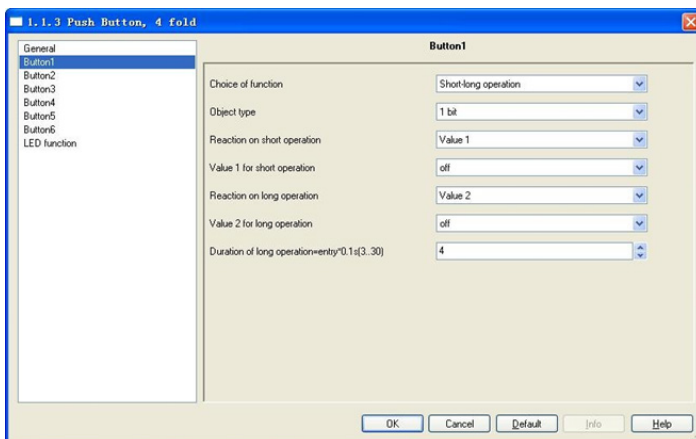 1.1.3 Push Button, 4 fold
General
Button1
Button2
Button3
Button4
Button5
Button6
LED function
Button1
Choice of function
Short-long operation
Object type
1 bit
Reaction on short operation
Value 1
Value 1 for short operation
off
Reaction on long operation
Value 2
Value 2 for long operation
off
Duration of long operation=entry*0.1s(3..30)
4
OK
Cancel
Default
Info
Help